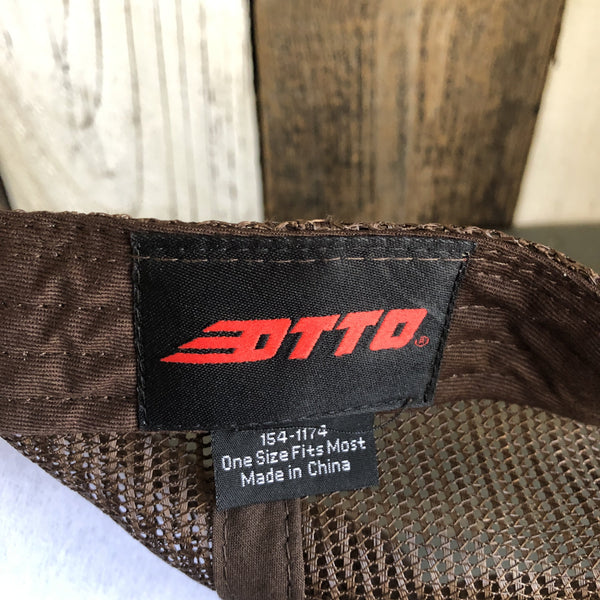 OTTO®
154-1174
One Size Fits Most
Made in China